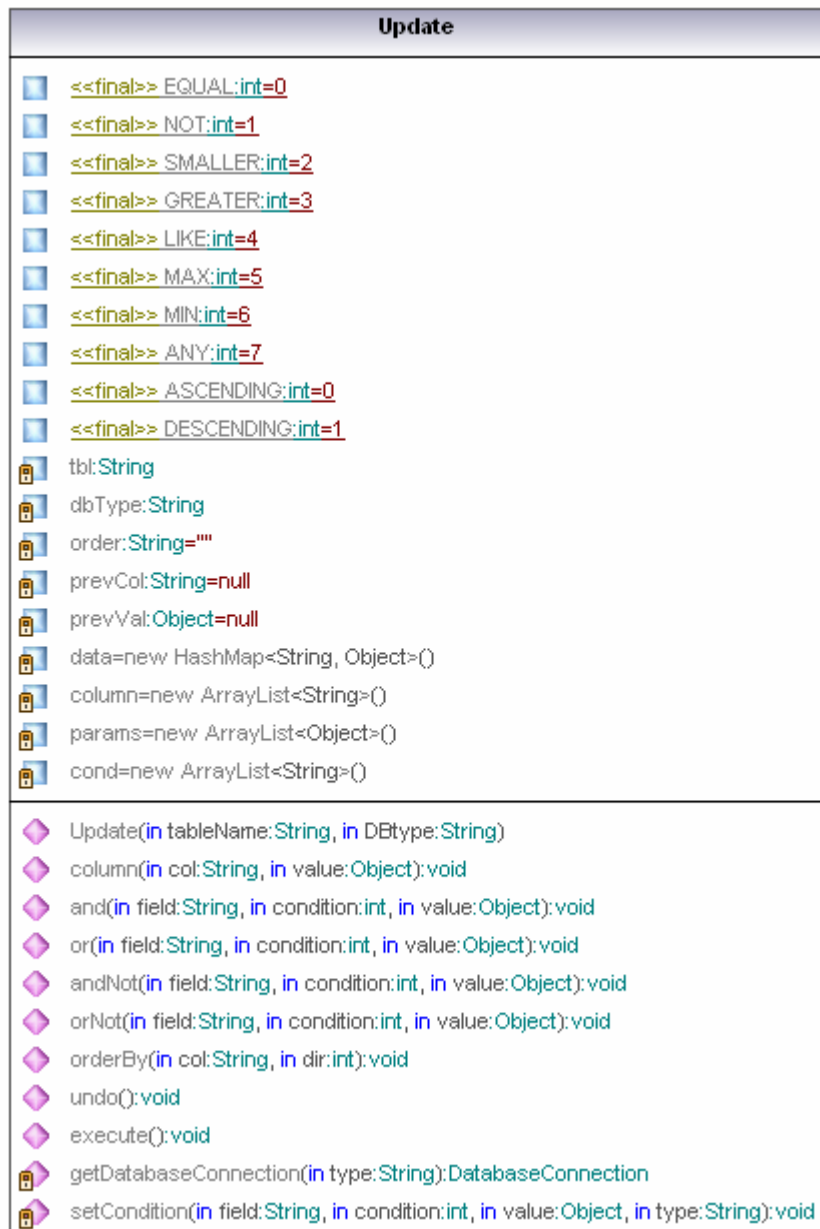 Update
<<final>> EQUAL:int=0
<<final>> NOT:int=1
<<final>> SMALLER:int=2
<<final>> GREATER:int=3
<<final>> LIKE:int=4
<<final>> MAX:int=5
<<final>> MIN:int=6
<<final>> ANY:int=7
<<final>> ASCENDING:int=0
<<final>> DESCENDING:int=1
tbl:String
dbType:String
order:String=""
prevCol:String=null
prevVal:Object=null
data=new HashMap<String, Object>()
column=new ArrayList<String>()
params=new ArrayList<Object>()
cond=new ArrayList<String>()
Update(in tableName:String, in DBtype:String)
column(in col:String, in value:Object):void
and(in field:String, in condition:int, in value:Object):void
or(in field:String, in condition:int, in value:Object):void
andNot(in field:String, in condition:int, in value:Object):void
orNot(in field:String, in condition:int, in value:Object):void
orderBy(in col:String, in dir:int):void
undo():void
execute():void
getDatabaseConnection(in type:String):DatabaseConnection
setCondition(in field:String, in condition:int, in value:Object, in type:String):void